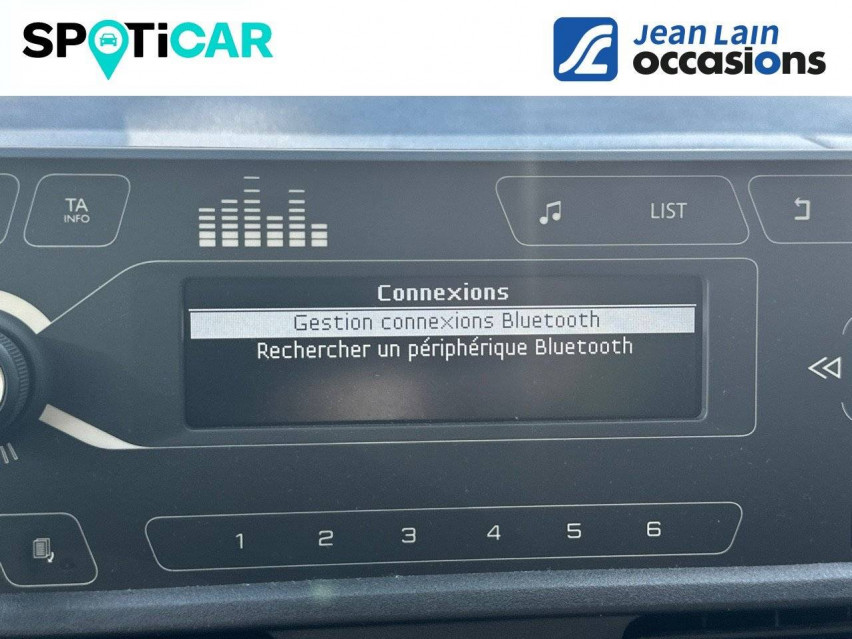 SPOTiCAR
Jean Lain
occasions
TA
INFO
LIST
Connexions
Gestion connexions Bluetooth
Rechercher un périphérique Bluetooth
1 2 3 4 5 6